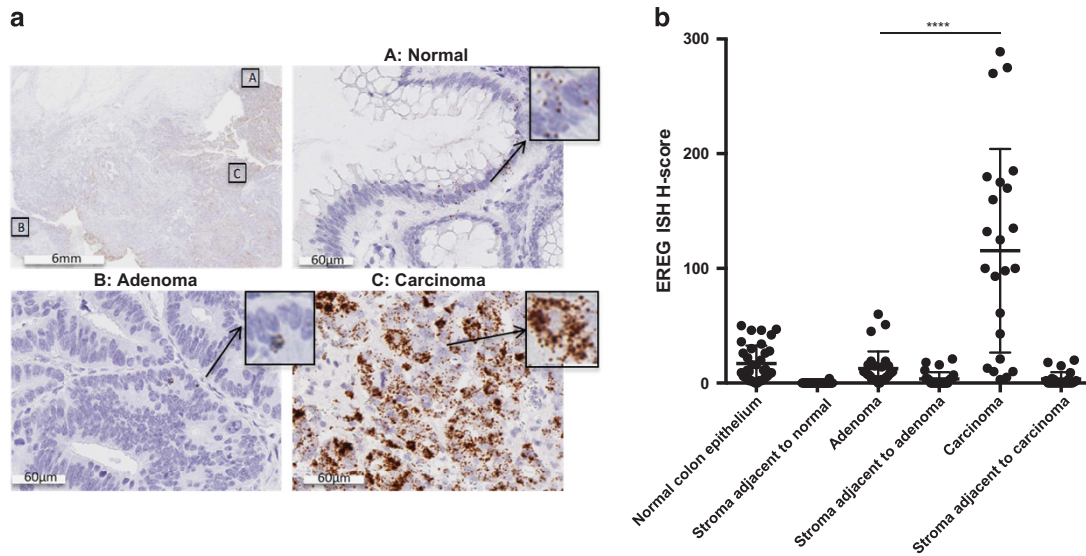 a
A: Normal
A
C
B
6mm
60µm
B: Adenoma
C: Carcinoma
60µm
60µm
b
****
300
200
100
0
EREG ISH H-score
Normal colon epithelium
Stroma adjacent to normal
Adenoma
Stroma adjacent to adenoma
Carcinoma
Stroma adjacent to carcinoma